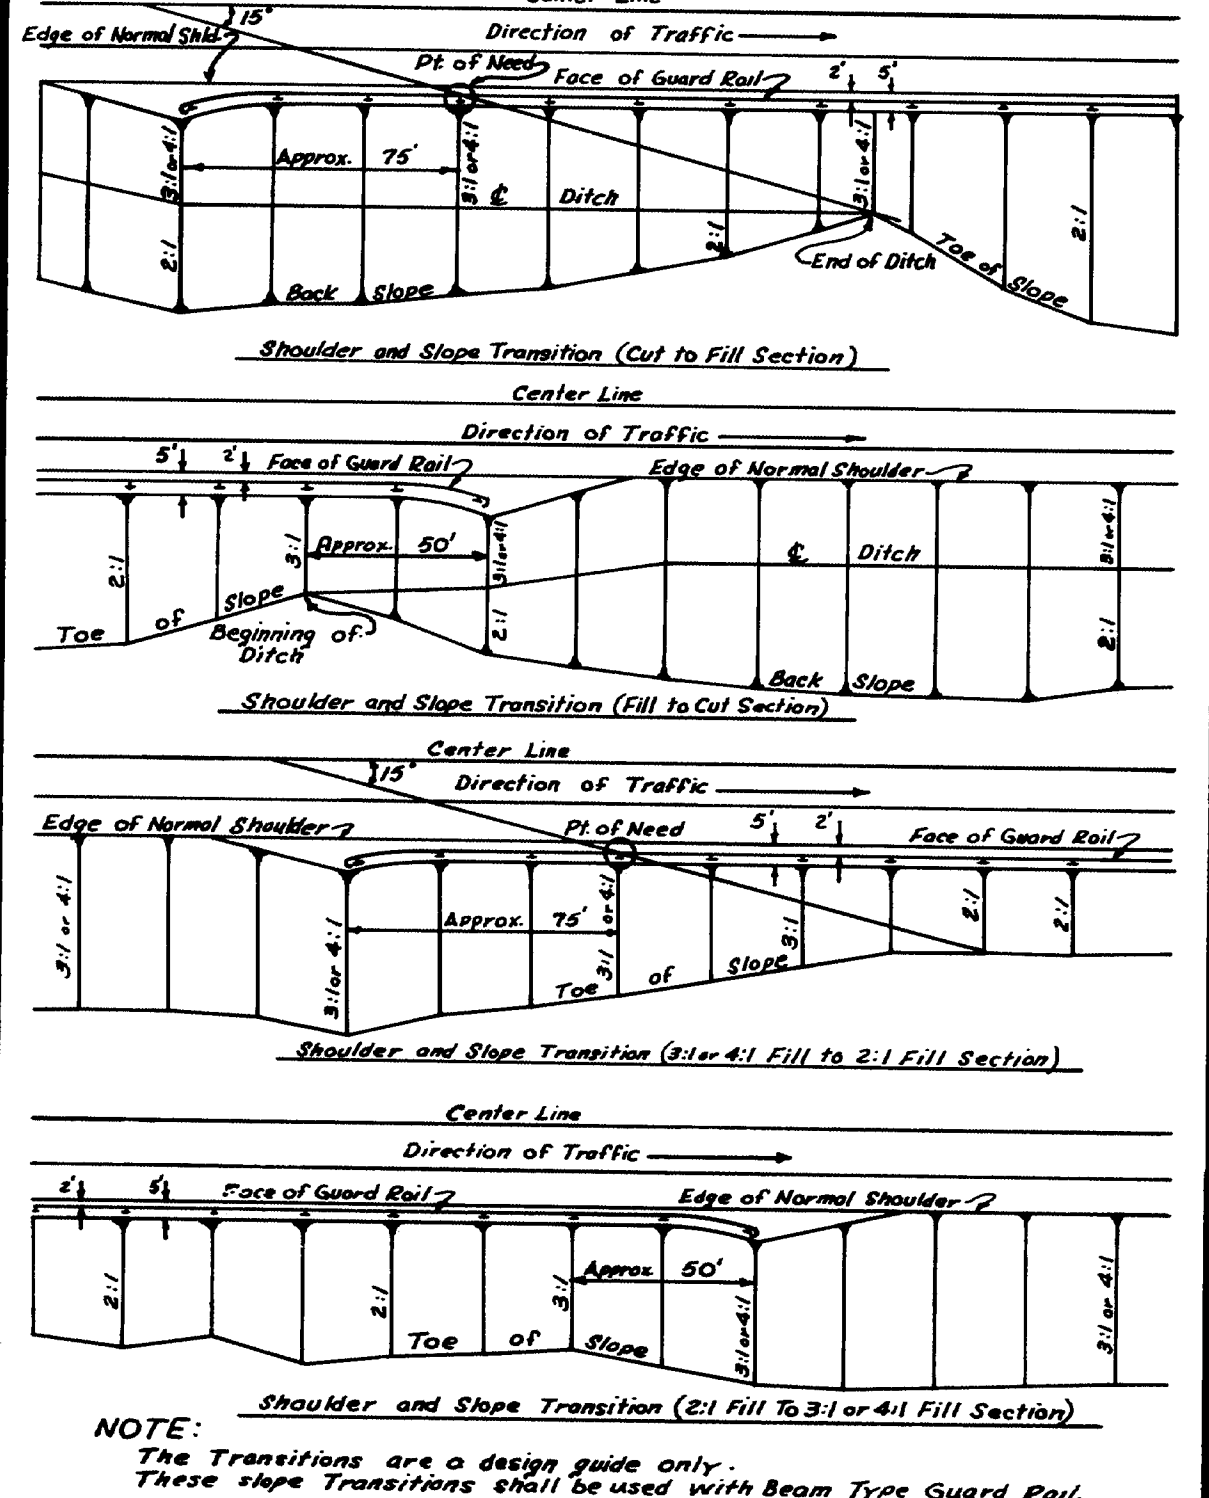 Center Line
15°
Direction of Traffic
Edge of Normal Shld.
Pt. of Need
Face of Guard Rail
2'
5'
3:1 or 4:1
Approx. 75'
3:1 or 4:1
3:1 or 4:1
℄ Ditch
2:1
2:1
2:1
End of Ditch
Toe of Slope
Back Slope
Shoulder and Slope Transition (Cut to Fill Section)
Center Line
Direction of Traffic
5'
2'
Face of Guard Rail
Edge of Normal Shoulder
2:1
3:1
Approx. 50'
3:1 or 4:1
℄ Ditch
3:1 or 4:1
Toe of Slope
Beginning of
Ditch
2:1
2:1
Back Slope
Shoulder and Slope Transition (Fill to Cut Section)
Center Line
15°
Direction of Traffic
Edge of Normal Shoulder
Pt. of Need
5'
2'
Face of Guard Rail
3:1 or 4:1
3:1 or 4:1
Approx. 75'
3:1 or 4:1
3:1
2:1
2:1
Toe of Slope
Shoulder and Slope Transition (3:1 or 4:1 Fill to 2:1 Fill Section)
Center Line
Direction of Traffic
2'
5'
Face of Guard Rail
Edge of Normal Shoulder
2:1
2:1
3:1
Approx 50'
3:1 or 4:1
3:1 or 4:1
Toe of Slope
Shoulder and Slope Transition (2:1 Fill To 3:1 or 4:1 Fill Section)
NOTE:
The Transitions are a design guide only.
These slope Transitions shall be used with Beam Type Guard Rail.